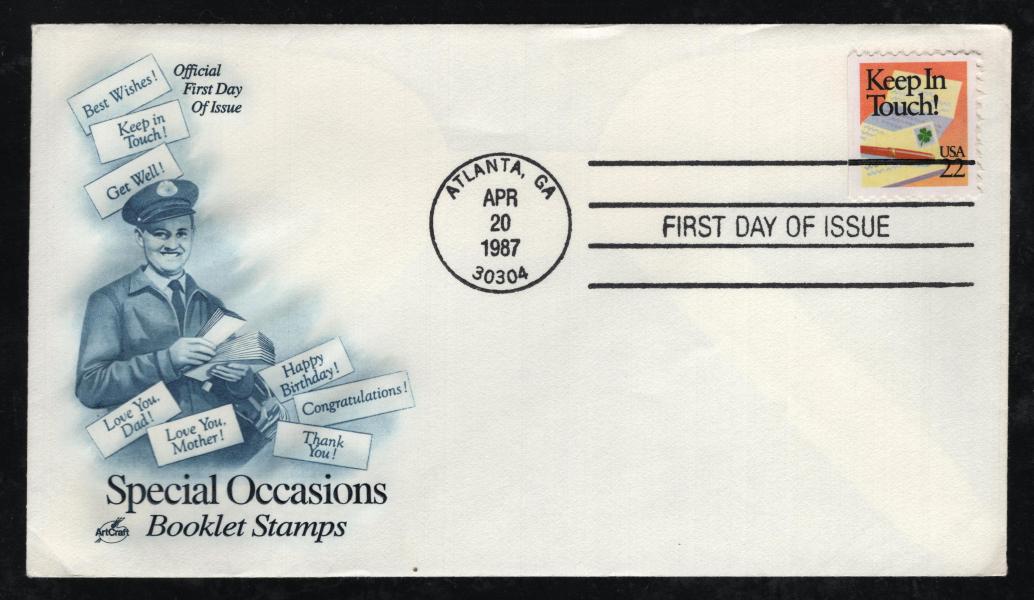 Official
First Day
Of Issue
Best Wishes!
Keep in
Touch!
Get Well!
Happy
Birthday!
Congratulations!
Love You,
Dad!
Love You,
Mother!
Thank
You!
Special Occasions
ArtCraft
Booklet Stamps
ATLANTA, GA
APR
20
1987
30304
FIRST DAY OF ISSUE
Keep In
Touch!
USA
22